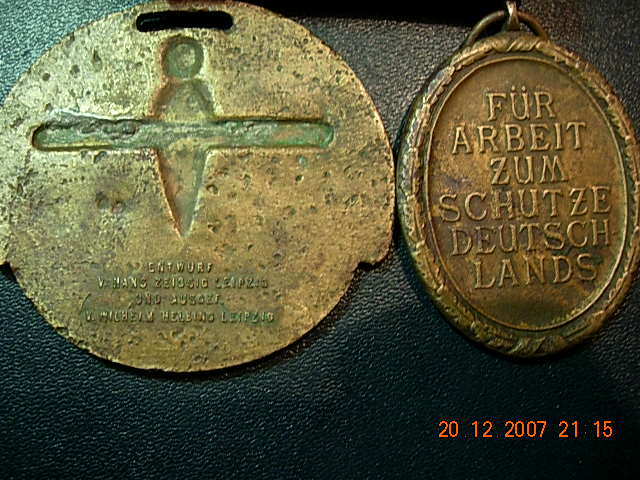 ENTWURF
V. HANS ZEISSIG LEIPZIG
UND AUSGEF.
V. WILHELM HELBING LEIPZIG
FÜR
ARBEIT
ZUM
SCHUTZE
DEUTSCH
LANDS
20 12 2007 21 15